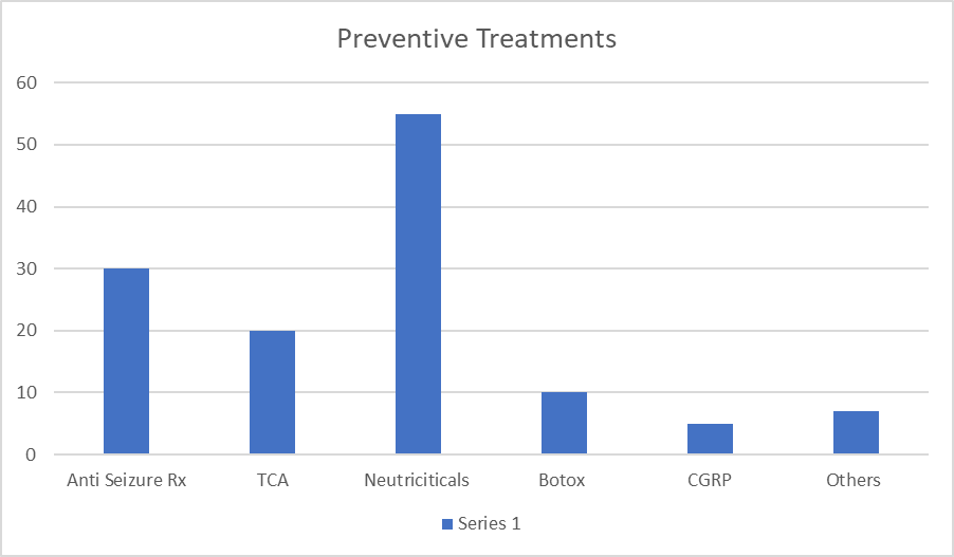 Preventive Treatments
60
50
40
30
20
10
0
Anti Seizure Rx TCA Neutriciticals Botox CGRP Others
Series 1